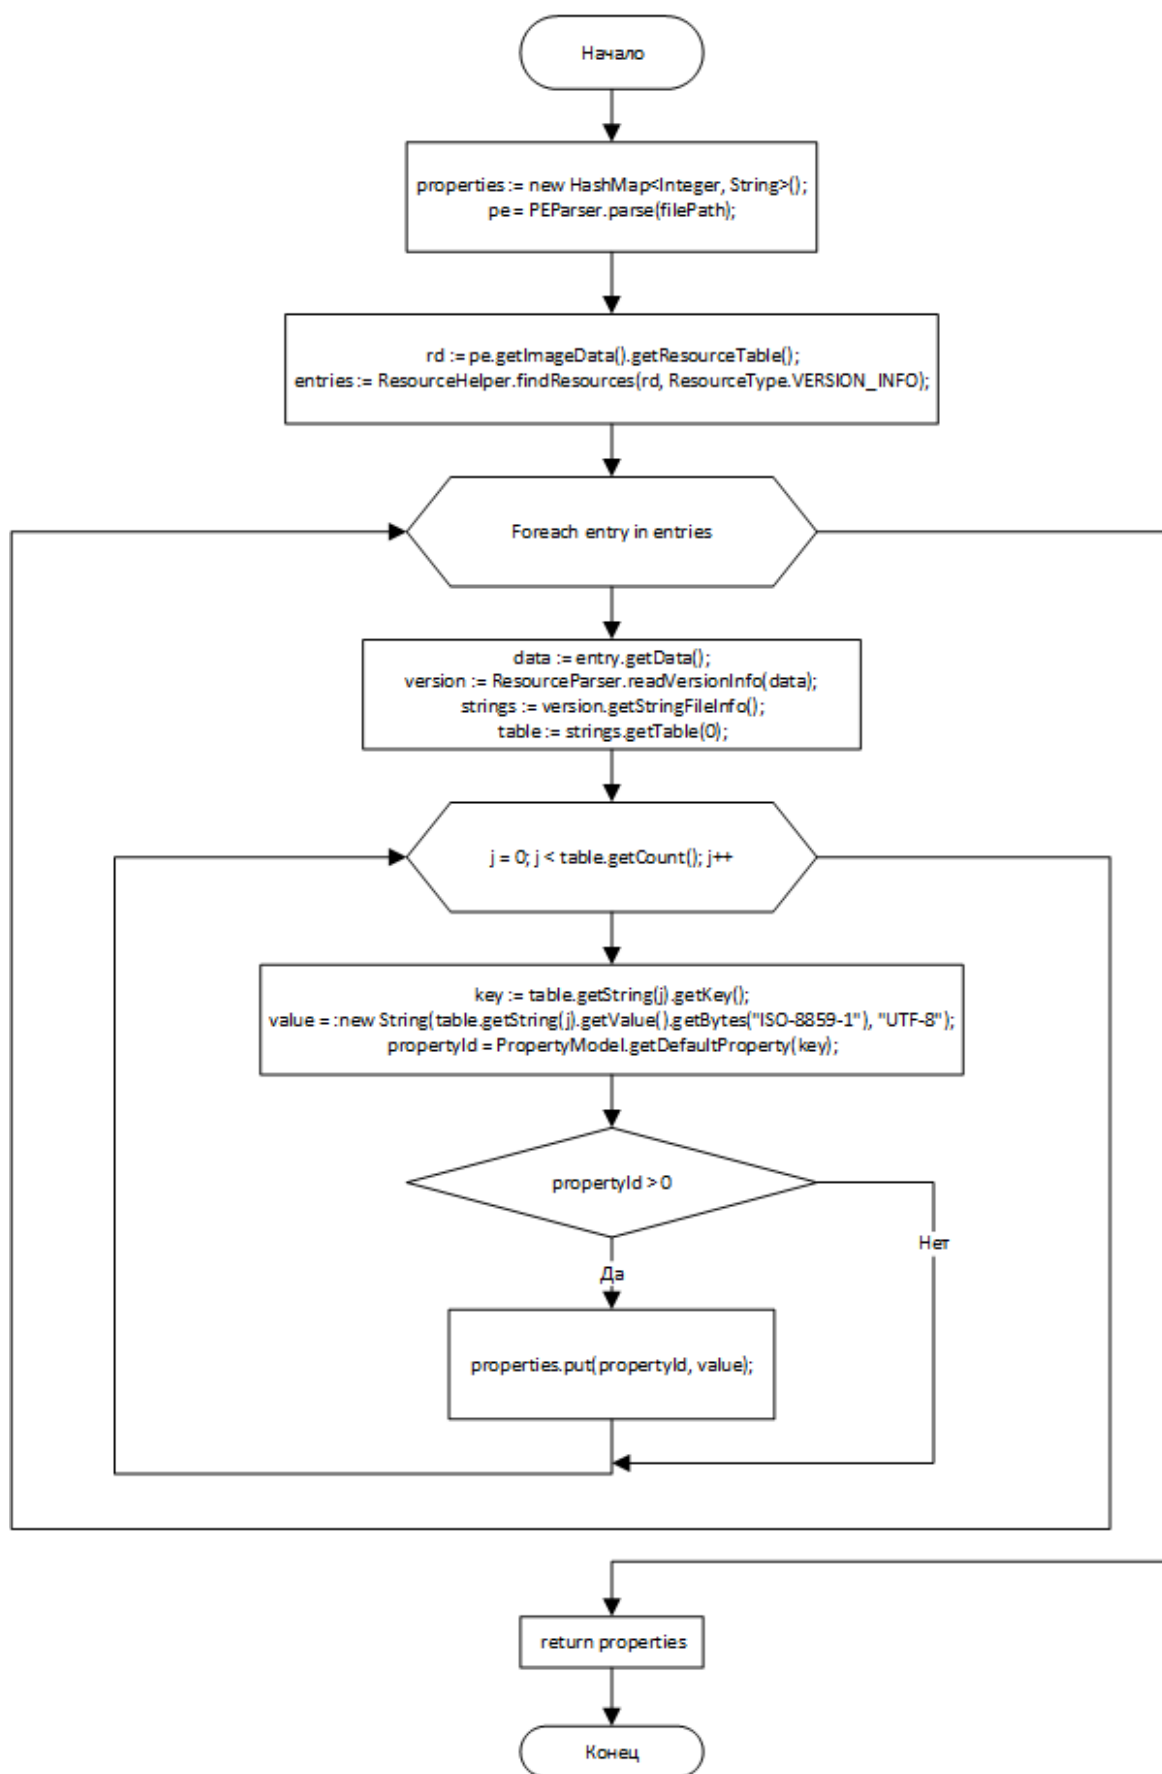 Начало
properties := new HashMap<Integer, String>();
pe = PEParser.parse(filePath);
rd := pe.getImageData().getResourceTable();
entries := ResourceHelper.findResources(rd, ResourceType.VERSION_INFO);
Foreach entry in entries
data := entry.getData();
version := ResourceParser.readVersionInfo(data);
strings := version.getStringFileInfo();
table := strings.getTable(0);
j = 0; j < table.getCount(); j++
key := table.getString(j).getKey();
value = :new String(table.getString(j).getValue().getBytes("ISO-8859-1"), "UTF-8");
propertyId = PropertyModel.getDefaultProperty(key);
propertyId > 0
Нет
Да
properties.put(propertyId, value);
return properties
Конец